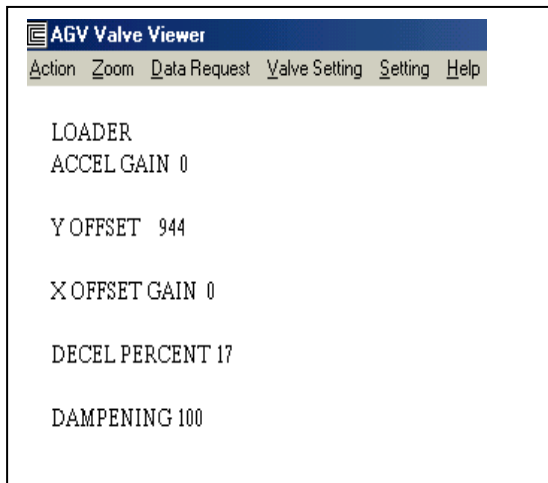 AGV Valve Viewer
Action Zoom Data Request Valve Setting Setting Help
LOADER
ACCEL GAIN 0
Y OFFSET 944
X OFFSET GAIN 0
DECEL PERCENT 17
DAMPENING 100